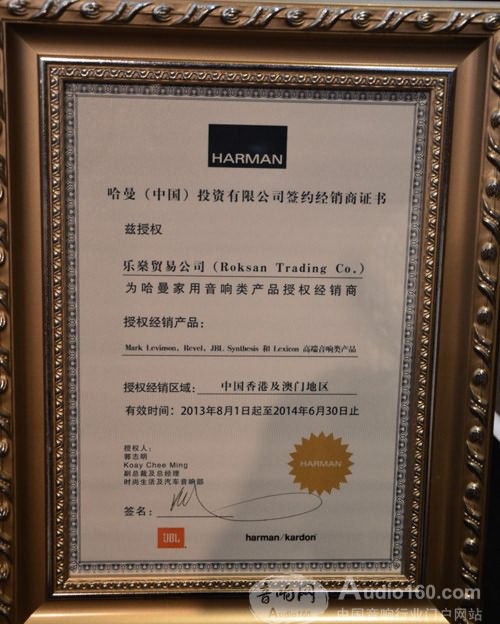 HARMAN
哈曼（中国）投资有限公司签约经销商证书
兹授权
乐燊贸易公司（Roksan Trading Co.）
为哈曼家用音响类产品授权经销商
授权经销产品：
Mark Levinson、Revel、JBL Synthesis 和 Lexicon 高端音响类产品
授权经销区域： 中国香港及澳门地区
有效时间：2013年8月1日起至2014年6月30日止
授权人：
郭志明
Koay Chee Ming
副总裁及总经理
时尚生活及汽车音响部
HARMAN
签名：
JBL
harman/kardon
音响网 Audio160.com
Audio160 中国音响行业门户网站